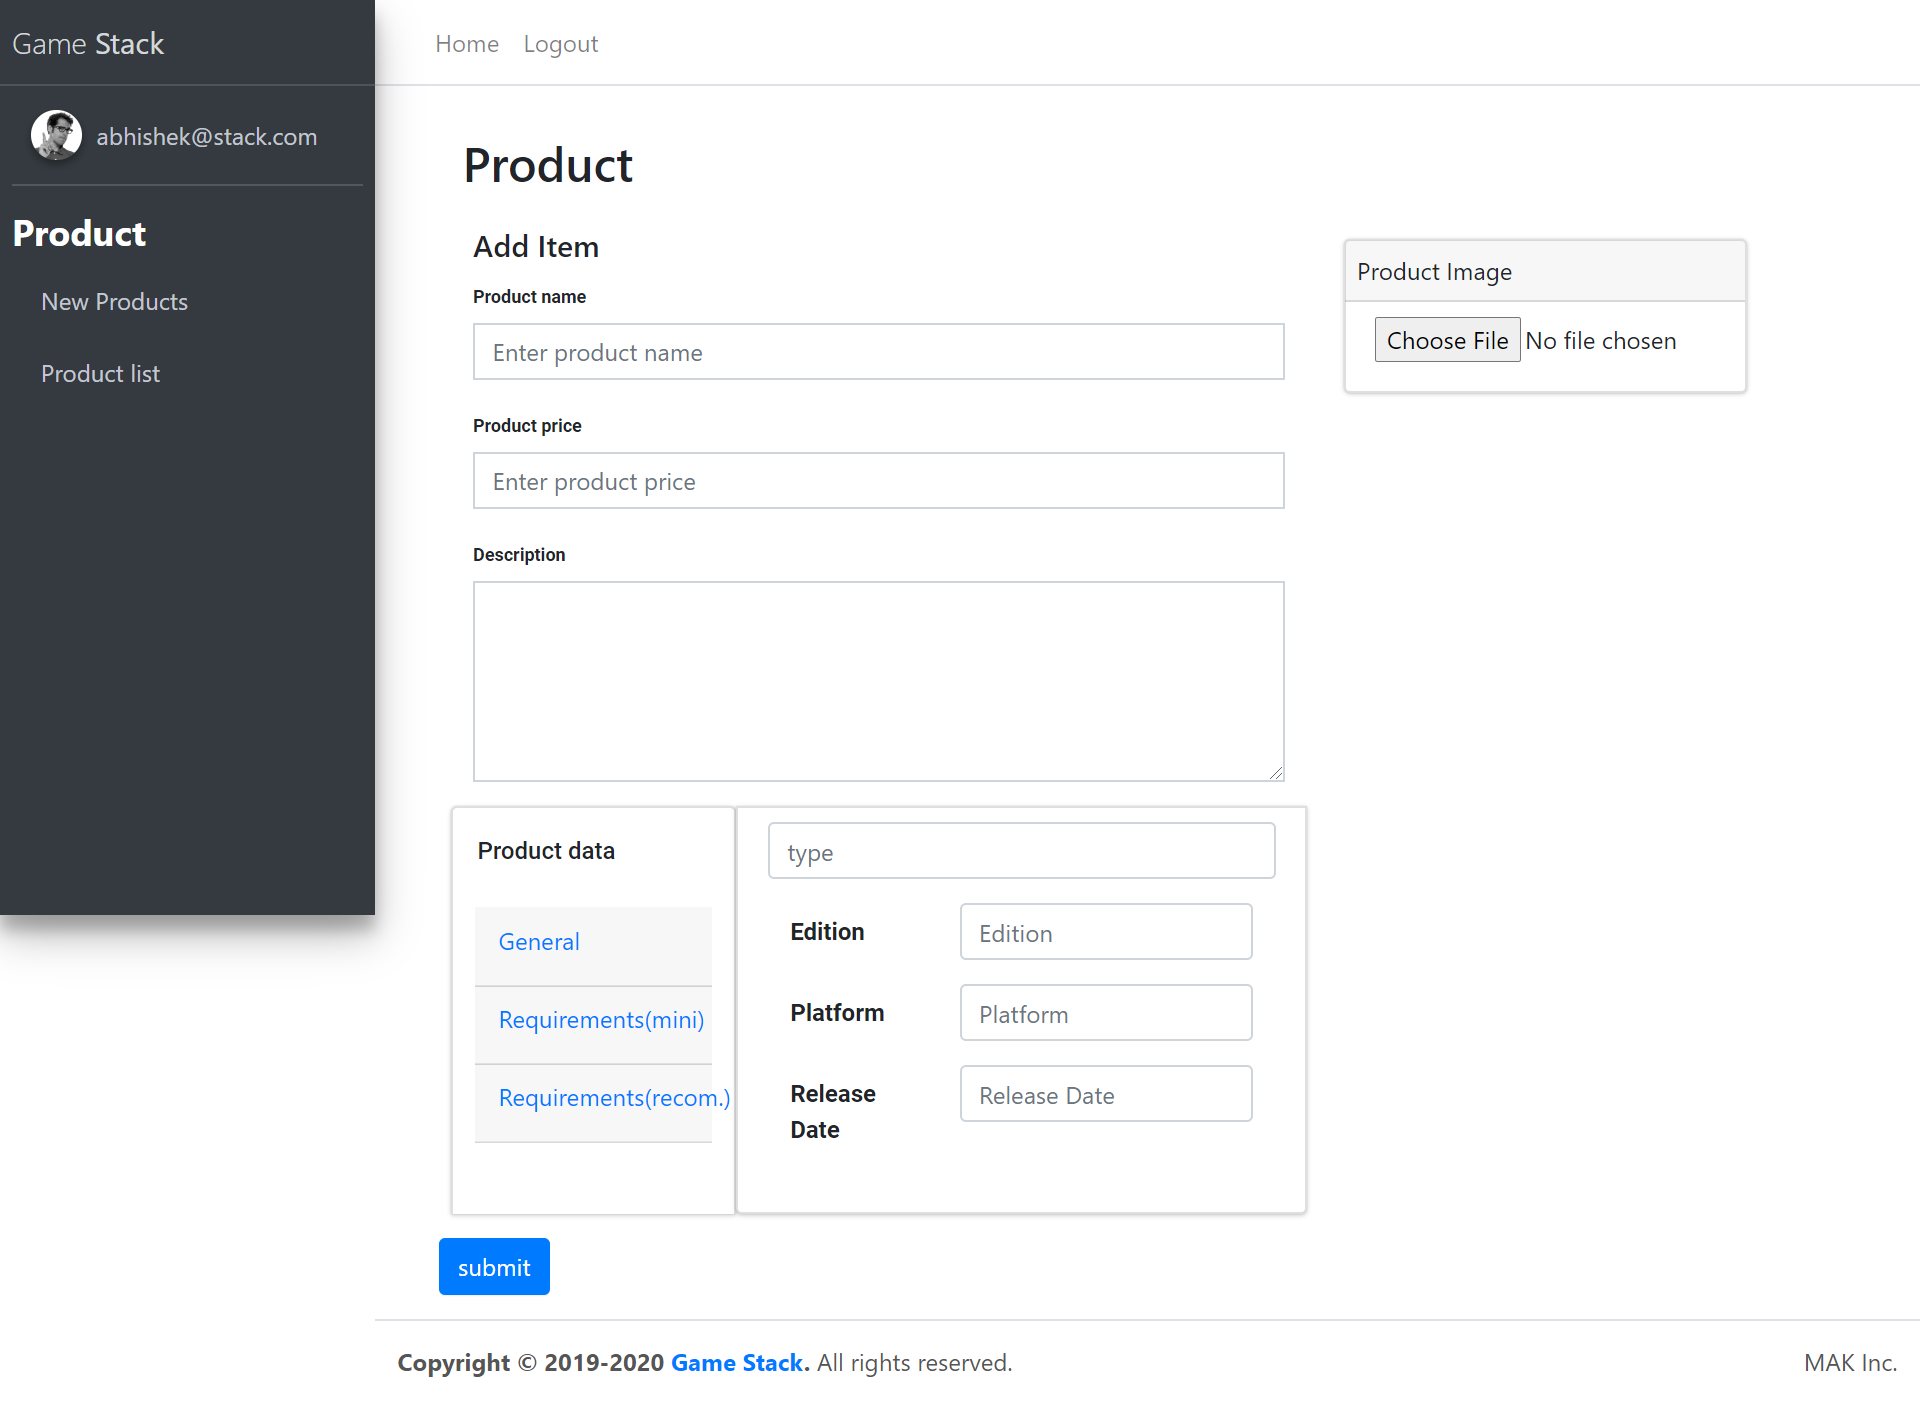 Game Stack
abhishek@stack.com
Product
New Products
Product list
Home Logout
Product
Add Item
Product name
Enter product name
Product price
Enter product price
Description
Product Image
Choose File No file chosen
Product data
General
Requirements(mini)
Requirements(recom.)
type
Edition Edition
Platform Platform
Release Release Date
Date
submit
Copyright © 2019-2020 Game Stack. All rights reserved. MAK Inc.